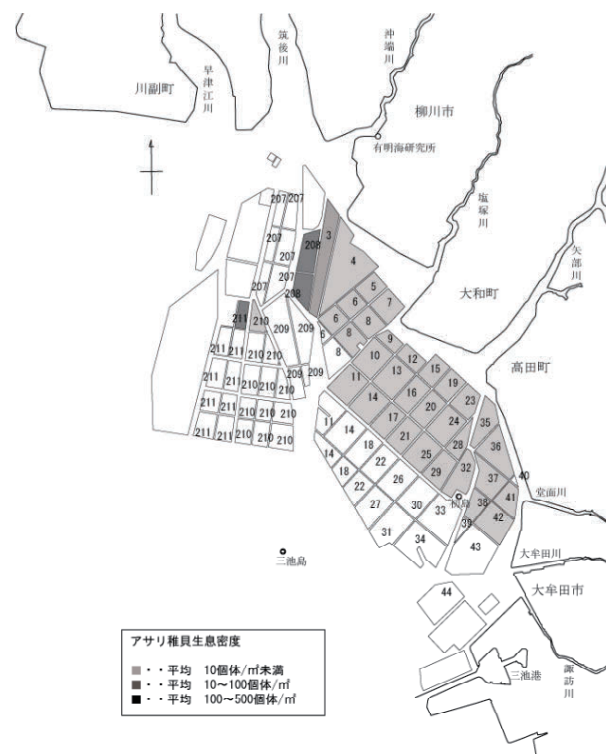 筑後川
沖端川
早津江川
川副町
柳川市
有明海研究所
塩塚川
矢部川
大和町
高田町
207 207
207
207
207
207
208
208
3
4
5
6 7
6 8
6 8
8
211 210
209 209
209 209
211 211 210 210 210
211 211 210 210 210
211 211 210 210 210
211 211 210 210 210
9
10 12
11 13 15
14 16 19
17 20 23
21 24
25 28
29 32
35
36
37
40
41
38
39 42
43
11 14
14 18
18 22
22 26
27 30 33
31 34
44
堂面川
大牟田川
大牟田市
三池島
三池港
諏訪川
アサリ稚貝生息密度
■・・平均 10個体/㎡未満
■・・平均 10～100個体/㎡
■・・平均 100～500個体/㎡